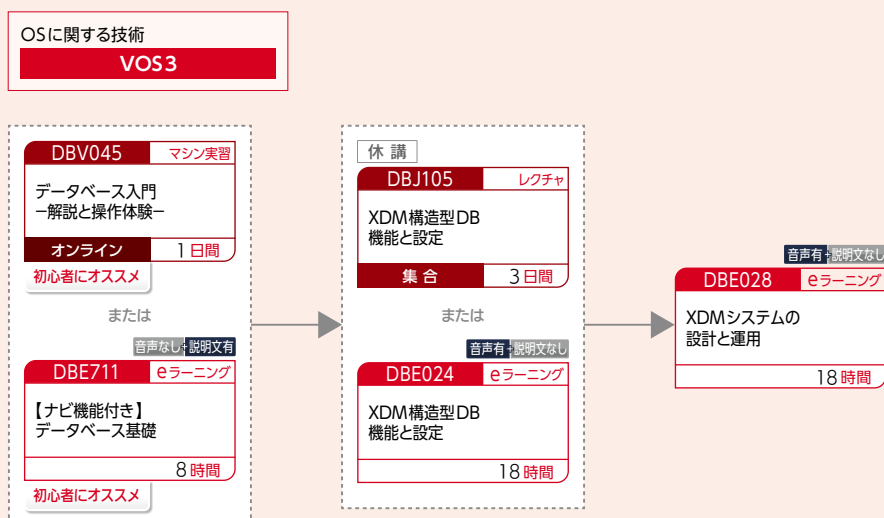 OSに関する技術
VOS3
DBV045 マシン実習
データベース入門
−解説と操作体験−
オンライン 1日間
初心者にオススメ
または
音声なし+説明文有
DBE711 eラーニング
【ナビ機能付き】
データベース基礎
8時間
初心者にオススメ
休講
DBJ105 レクチャ
XDM構造型DB
機能と設定
集合 3日間
または
音声有+説明文なし
DBE024 eラーニング
XDM構造型DB
機能と設定
18時間
音声有+説明文なし
DBE028 eラーニング
XDMシステムの
設計と運用
18時間